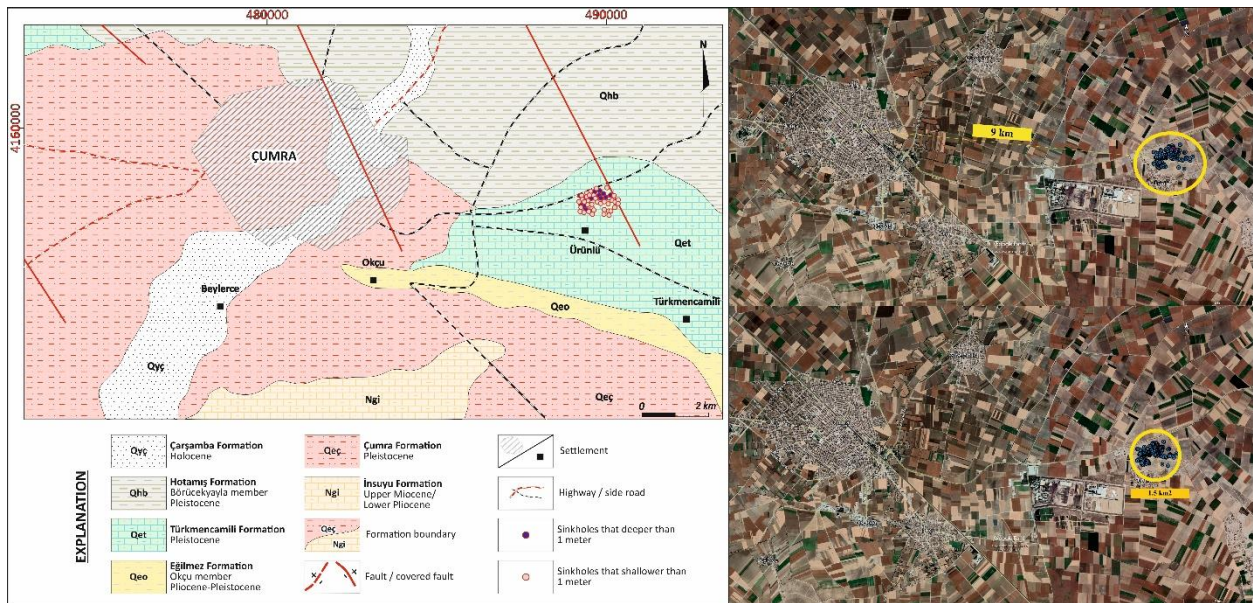 480000
490000
4160000
N
Qhb
ÇUMRA
Ürünlü
Qet
Okçu
Beylerce
Qeo
Türkmencamili
Qyç
Ngi
Qeç
0 2 km
EXPLANATION
Qyç
Çarşamba Formation
Holocene
Qhb
Hotamış Formation
Börücekyayla member
Pleistocene
Qet
Türkmencamili Formation
Pleistocene
Qeo
Eğilmez Formation
Okçu member
Pliocene-Pleistocene
Qeç
Çumra Formation
Pleistocene
Ngi
İnsuyu Formation
Upper Miocene/
Lower Pliocene
Qeç
Ngi
Formation boundary
Fault / covered fault
Settlement
Highway / side road
Sinkholes that deeper than
1 meter
Sinkholes that shallower than
1 meter
9 km
1.5 km2